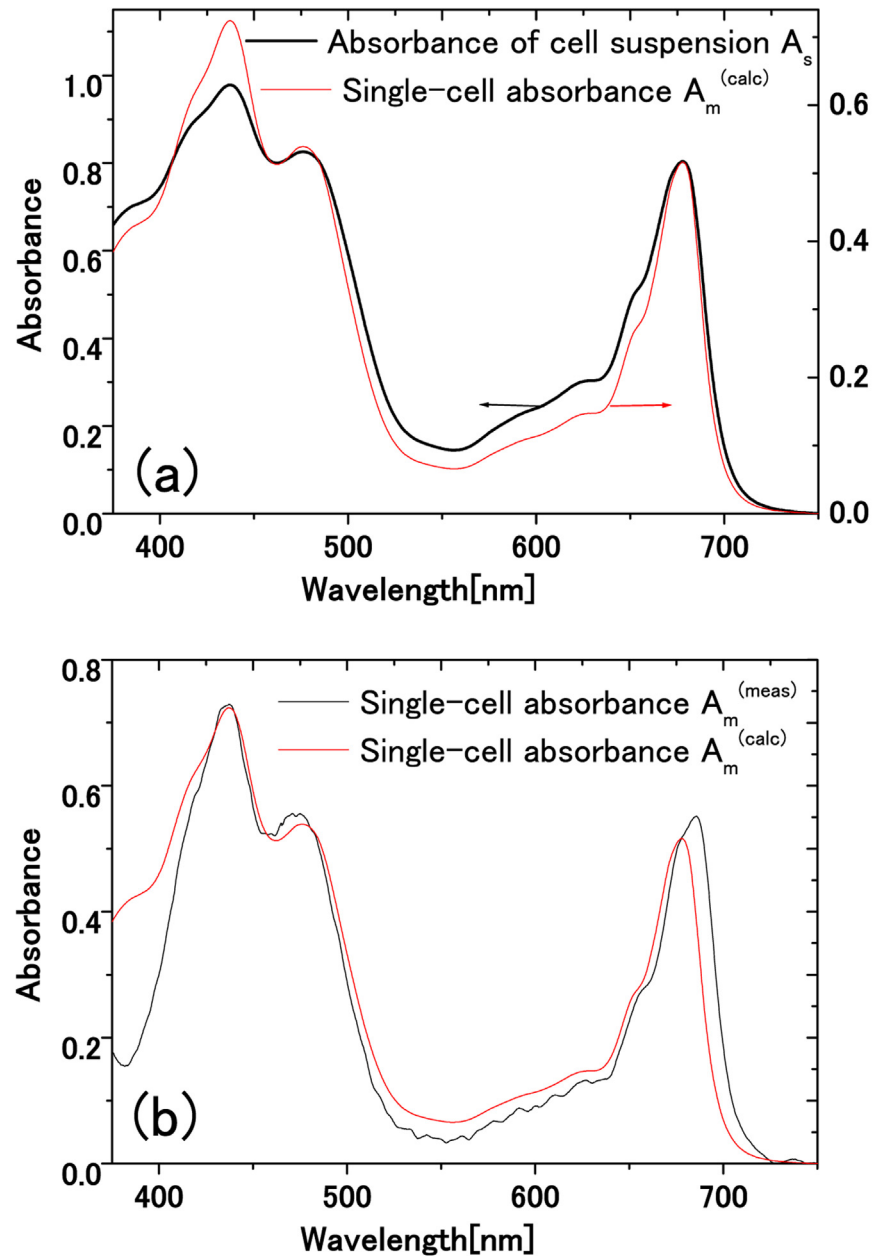 Absorbance of cell suspension Aₛ
Single-cell absorbance Aₘ⁽ᶜᵃˡᶜ⁾
1.0
0.8
0.6
0.4
0.2
0.0
0.6
0.4
0.2
0.0
Absorbance
(a)
400 500 600 700
Wavelength[nm]
Single-cell absorbance Aₘ⁽ᵐᵉᵃˢ⁾
Single-cell absorbance Aₘ⁽ᶜᵃˡᶜ⁾
0.8
0.6
0.4
0.2
0.0
Absorbance
(b)
400 500 600 700
Wavelength[nm]